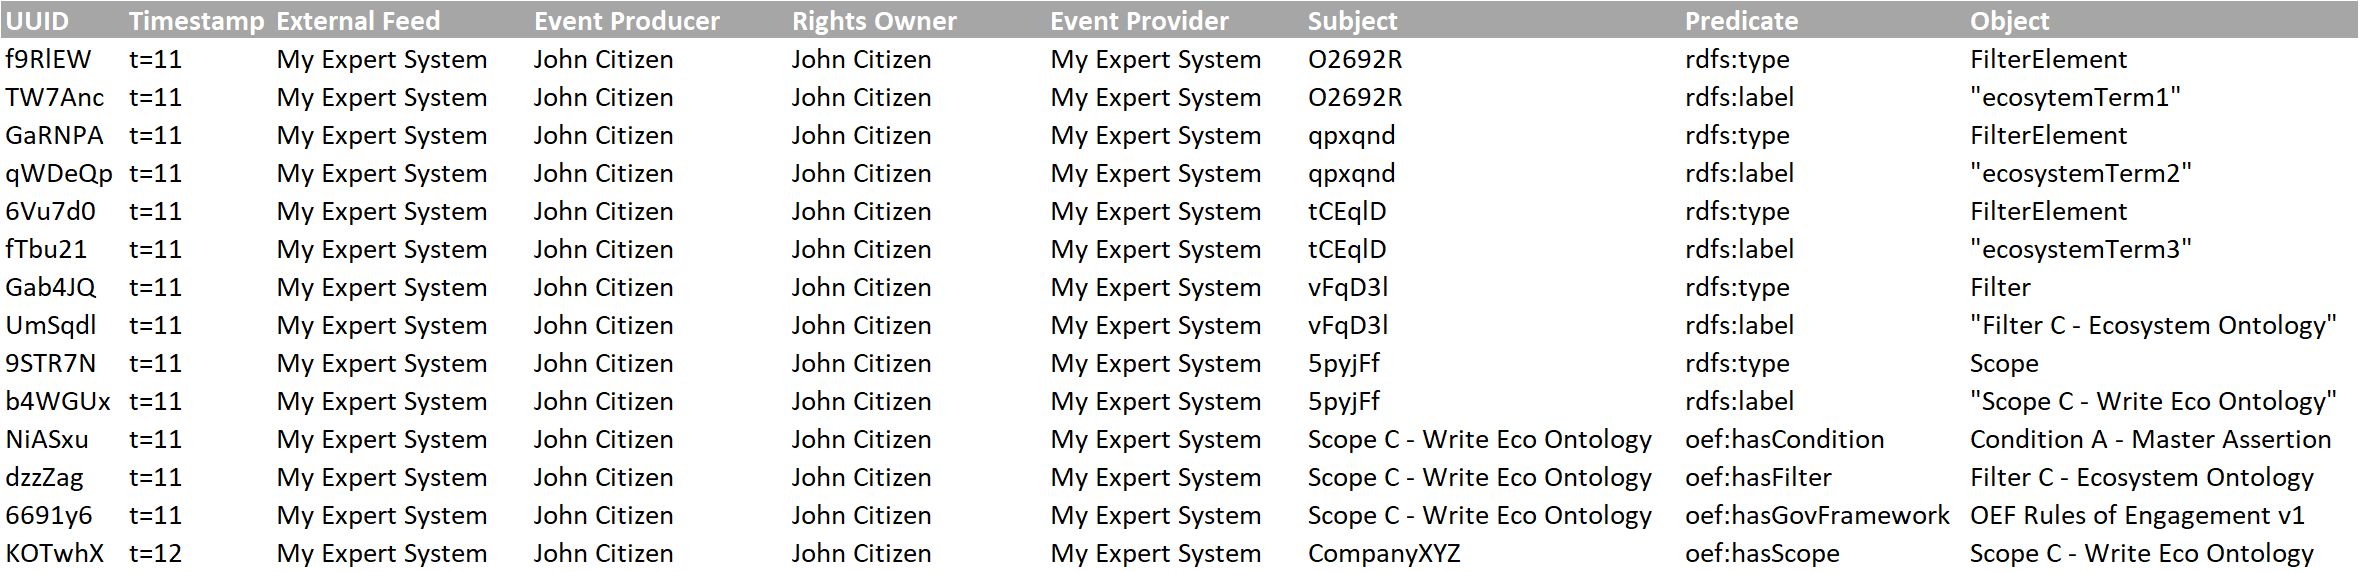 UUID Timestamp External Feed Event Producer Rights Owner Event Provider Subject Predicate Object
f9RlEW t=11 My Expert System John Citizen John Citizen My Expert System O2692R rdfs:type FilterElement
TW7Anc t=11 My Expert System John Citizen John Citizen My Expert System O2692R rdfs:label "ecosytemTerm1"
GaRNPA t=11 My Expert System John Citizen John Citizen My Expert System qpxqnd rdfs:type FilterElement
qWDeQp t=11 My Expert System John Citizen John Citizen My Expert System qpxqnd rdfs:label "ecosystemTerm2"
6Vu7d0 t=11 My Expert System John Citizen John Citizen My Expert System tCEqlD rdfs:type FilterElement
fTbu21 t=11 My Expert System John Citizen John Citizen My Expert System tCEqlD rdfs:label "ecosystemTerm3"
Gab4JQ t=11 My Expert System John Citizen John Citizen My Expert System vFqD3l rdfs:type Filter
UmSqdl t=11 My Expert System John Citizen John Citizen My Expert System vFqD3l rdfs:label "Filter C - Ecosystem Ontology"
9STR7N t=11 My Expert System John Citizen John Citizen My Expert System 5pyjFf rdfs:type Scope
b4WGUx t=11 My Expert System John Citizen John Citizen My Expert System 5pyjFf rdfs:label "Scope C - Write Eco Ontology"
NiASxu t=11 My Expert System John Citizen John Citizen My Expert System Scope C - Write Eco Ontology oef:hasCondition Condition A - Master Assertion
dzzZag t=11 My Expert System John Citizen John Citizen My Expert System Scope C - Write Eco Ontology oef:hasFilter Filter C - Ecosystem Ontology
6691y6 t=11 My Expert System John Citizen John Citizen My Expert System Scope C - Write Eco Ontology oef:hasGovFramework OEF Rules of Engagement v1
KOTwhX t=12 My Expert System John Citizen John Citizen My Expert System CompanyXYZ oef:hasScope Scope C - Write Eco Ontology